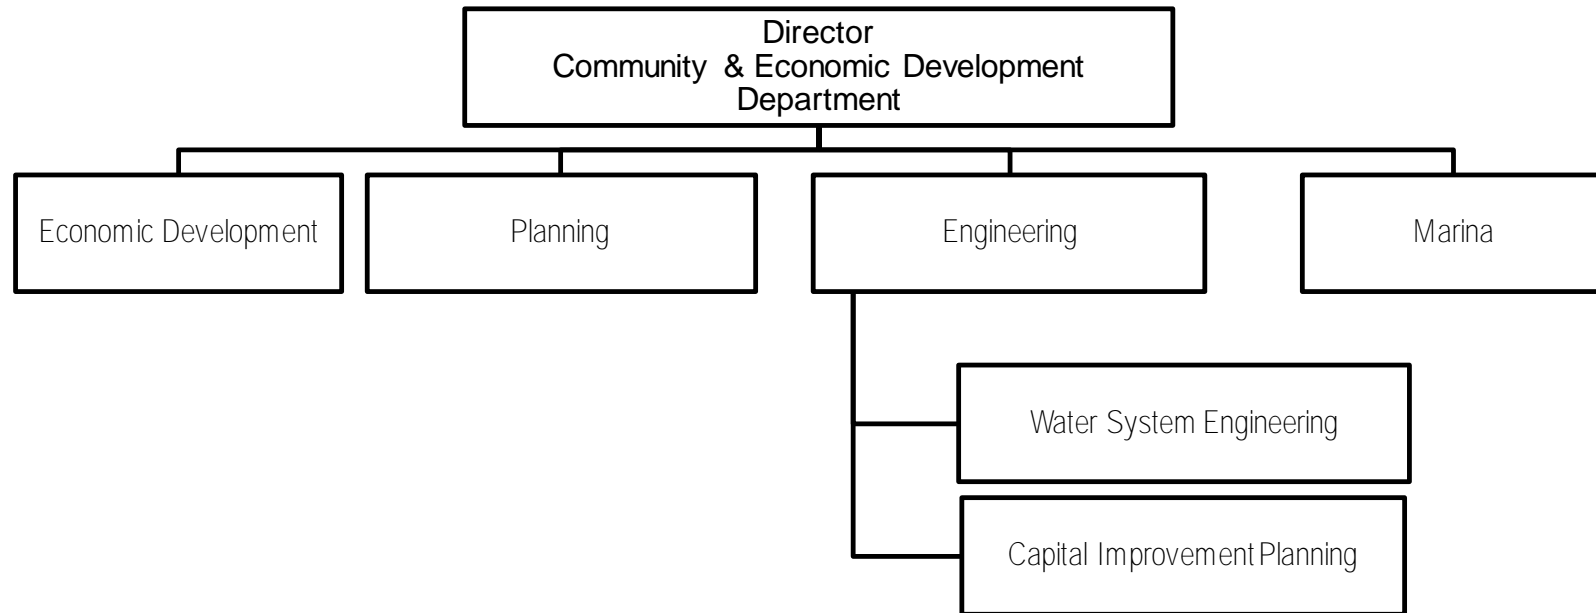 Director
Community & Economic Development
Department
Economic Development
Planning
Engineering
Marina
Water System Engineering
Capital Improvement Planning